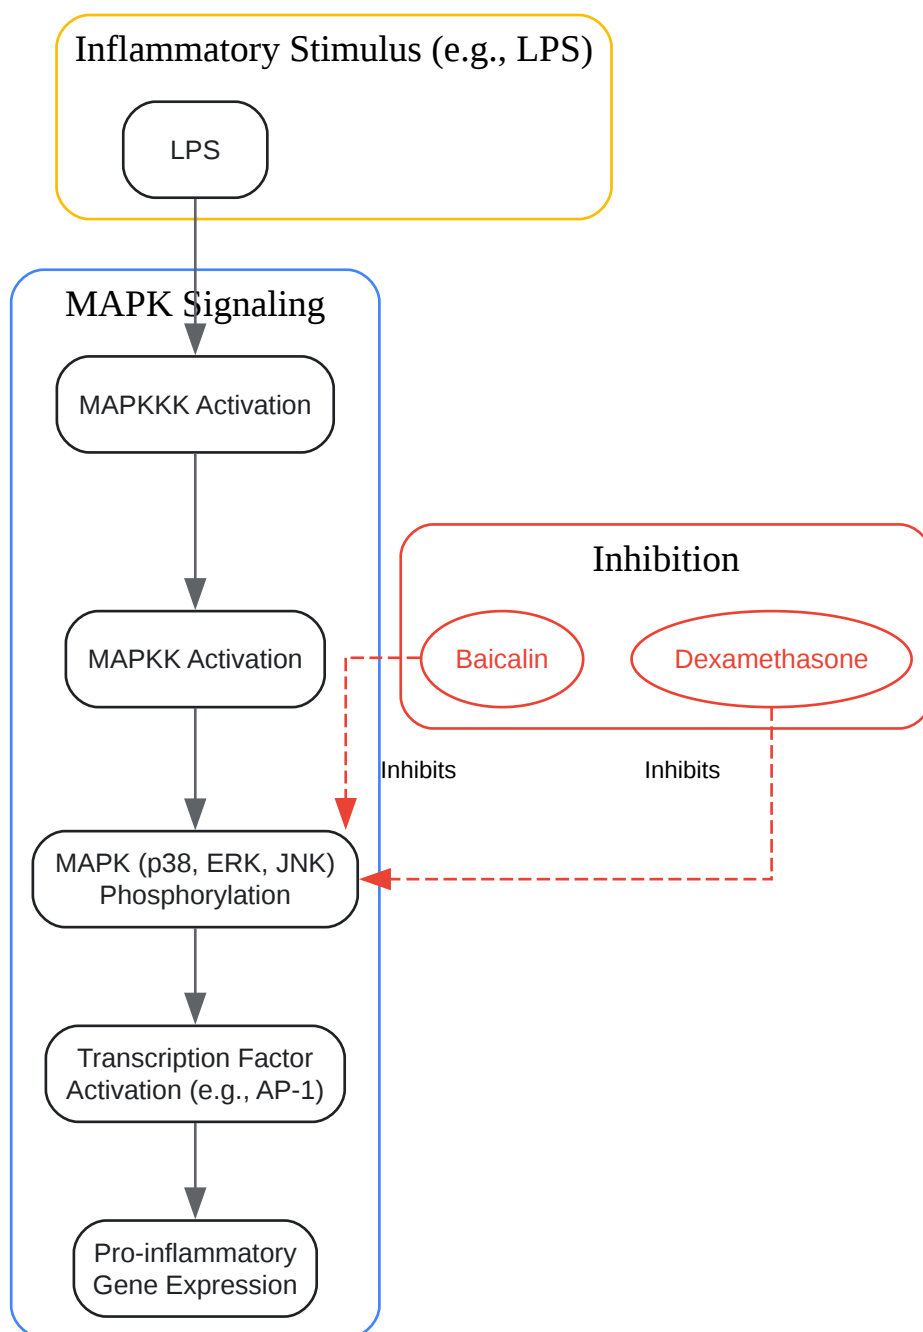 Inflammatory Stimulus (e.g., LPS)
LPS
MAPK Signaling
MAPKKK Activation
Inhibition
MAPKK Activation
Baicalin
Dexamethasone
Inhibits
Inhibits
MAPK (p38, ERK, JNK)
Phosphorylation
Transcription Factor
Activation (e.g., AP-1)
Pro-inflammatory
Gene Expression